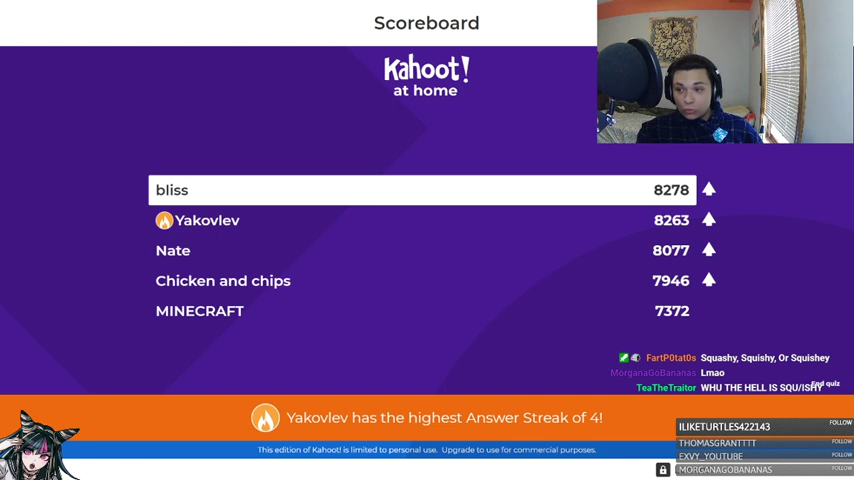 Scoreboard
Kahoot!
at home
bliss 8278
Yakovlev 8263
Nate 8077
Chicken and chips 7946
MINECRAFT 7372
FartP0tat0s Squashy, Squishy, Or Squishey
MorganaGoBananas Lmao
TeaTheTraitor WHU THE HELL IS SQU/ISHY
End quiz
Yakovlev has the highest Answer Streak of 4!
This edition of Kahoot! is limited to personal use. Upgrade to use for commercial purposes.
ILIKETURTLES422143 FOLLOW
THOMASGRANTTTT FOLLOW
EXVY_YOUTUBE FOLLOW
MORGANAGOBANANAS FOLLOW